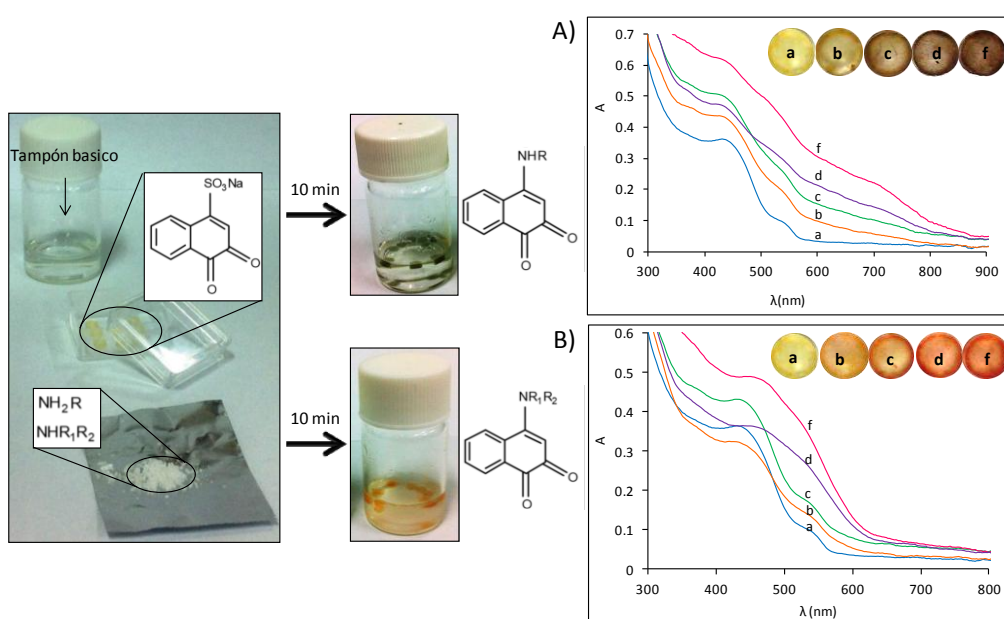 Tampón basico
SO3Na
O
O
NH2R
NHR1R2
10 min
NHR
O
O
10 min
NR1R2
O
O
A)
0.7
0.6
0.5
0.4
0.3
0.2
0.1
0
A
a b c d f
f
d
c
b
a
300 400 500 600 700 800 900
λ(nm)
B)
0.6
0.5
0.4
0.3
0.2
0.1
0
A
a b c d f
f
d
c
b
a
300 400 500 600 700 800
λ (nm)